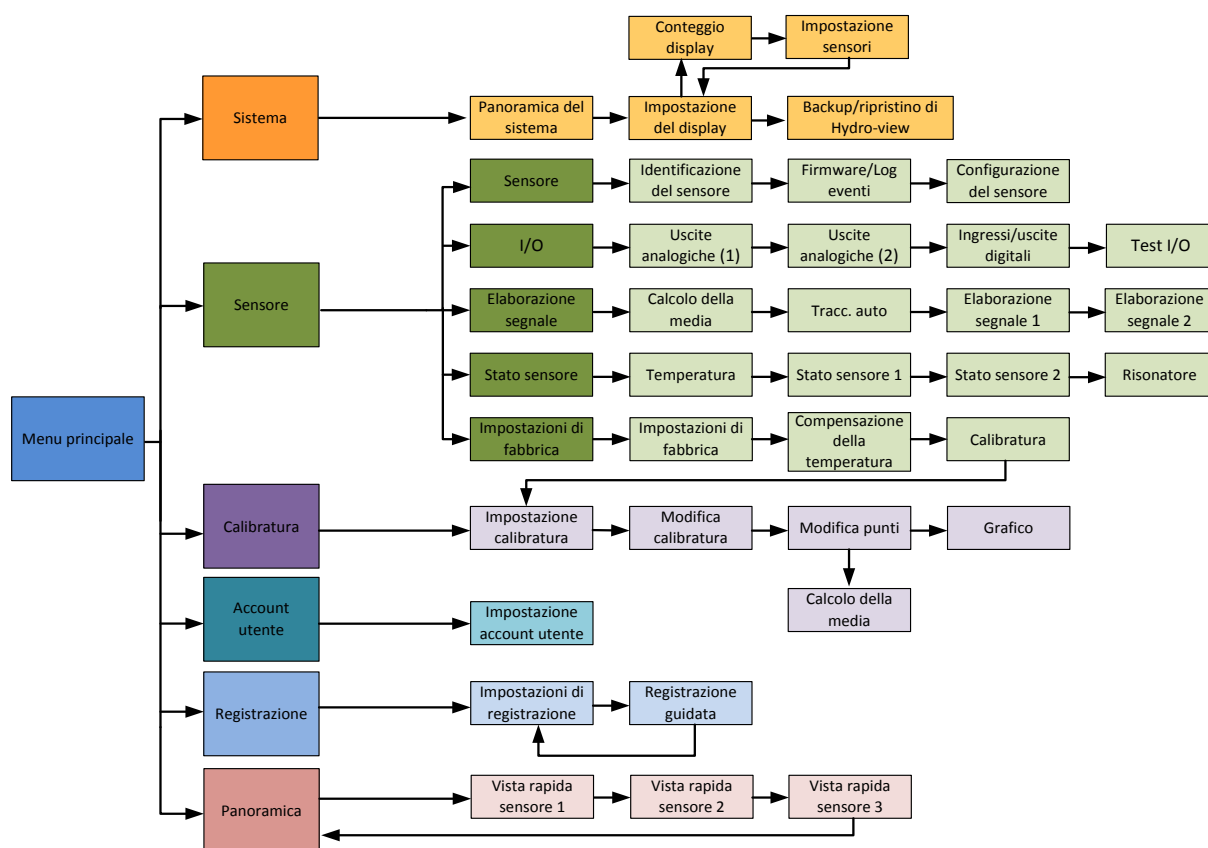 Conteggio
display
Impostazione
sensori
Sistema
Panoramica del
sistema
Impostazione
del display
Backup/ripristino di
Hydro-view
Sensore
Identificazione
del sensore
Firmware/Log
eventi
Configurazione
del sensore
I/O
Uscite
analogiche (1)
Uscite
analogiche (2)
Ingressi/uscite
digitali
Test I/O
Sensore
Elaborazione
segnale
Calcolo della
media
Tracc. auto
Elaborazione
segnale 1
Elaborazione
segnale 2
Stato sensore
Temperatura
Stato sensore 1
Stato sensore 2
Risonatore
Menu principale
Impostazioni di
fabbrica
Impostazioni di
fabbrica
Compensazione
della
temperatura
Calibratura
Calibratura
Impostazione
calibratura
Modifica
calibratura
Modifica punti
Grafico
Calcolo della
media
Account
utente
Impostazione
account utente
Registrazione
Impostazioni di
registrazione
Registrazione
guidata
Panoramica
Vista rapida
sensore 1
Vista rapida
sensore 2
Vista rapida
sensore 3